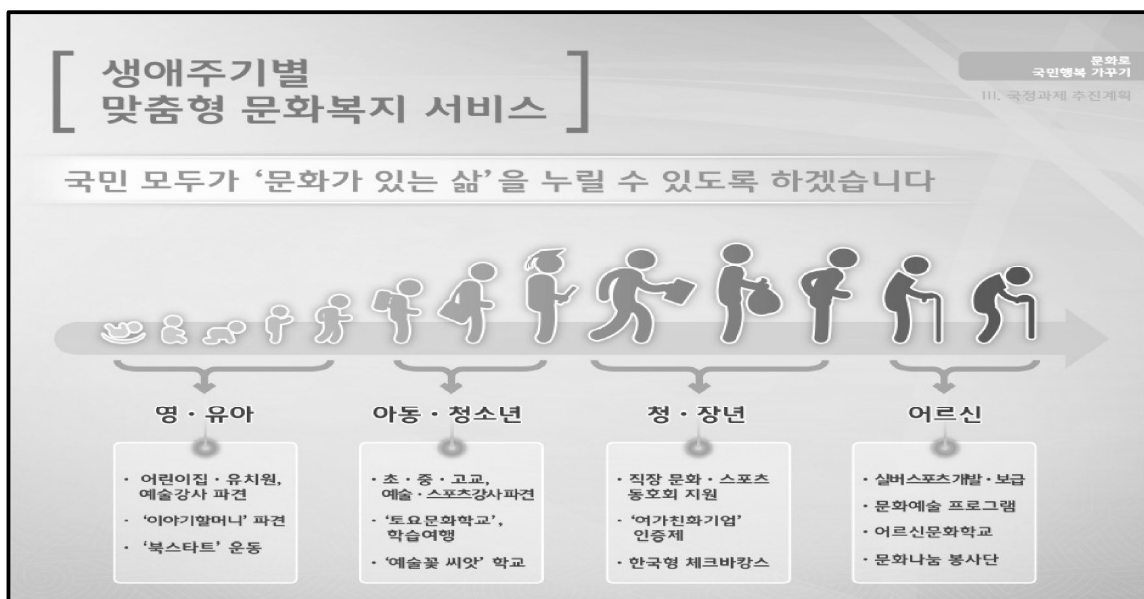 생애주기별
맞춤형 문화복지 서비스
문화로
국민행복 가꾸기
III. 국정과제 추진계획
국민 모두가 ‘문화가 있는 삶’을 누릴 수 있도록 하겠습니다
영·유아
· 어린이집·유치원,
예술강사 파견
· ‘이야기할머니’ 파견
· ‘북스타트’ 운동
아동·청소년
· 초·중·고교,
예술·스포츠강사파견
· ‘토요문화학교’,
학습여행
· ‘예술꽃 씨앗’ 학교
청·장년
· 직장 문화·스포츠
동호회 지원
· ‘여가친화기업’
인증제
· 한국형 체크바캉스
어르신
· 실버스포츠개발·보급
· 문화예술 프로그램
· 어르신문화학교
· 문화나눔 봉사단